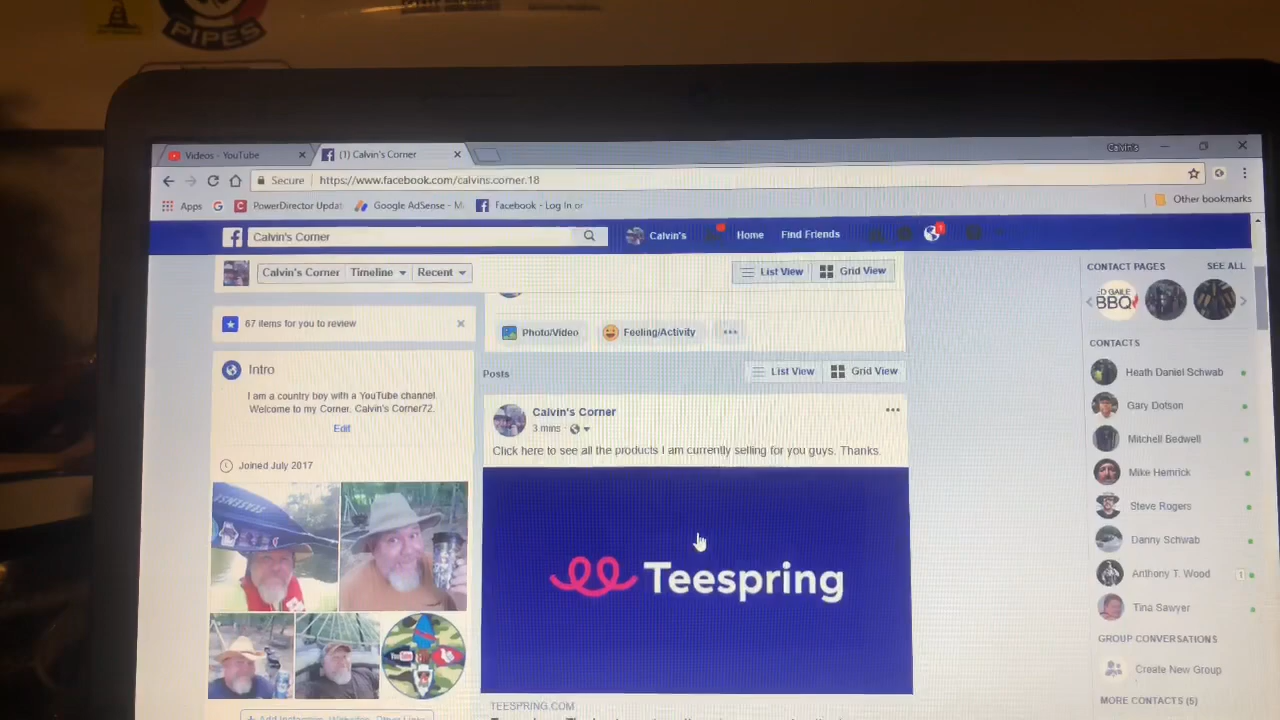 PIPES
Videos - YouTube
(1) Calvin's Corner
Calvin's
Secure https://www.facebook.com/calvins.corner.18
Apps
PowerDirector Updat
Google AdSense - M
Facebook - Log In or
Other bookmarks
Calvin's Corner
Calvin's
Home
Find Friends
1
Calvin's Corner
Timeline
Recent
List View
Grid View
67 items for you to review
Photo/Video
Feeling/Activity
Posts
List View
Grid View
Intro
I am a country boy with a YouTube channel.
Welcome to my Corner. Calvin's Corner72.
Edit
Joined July 2017
Calvin's Corner
3 mins
Click here to see all the products I am currently selling for you guys. Thanks.
Teespring
TEESPRING.COM
CONTACT PAGES
SEE ALL
BBQ
CONTACTS
Heath Daniel Schwab
Gary Dotson
Mitchell Bedwell
Mike Hemrick
Steve Rogers
Danny Schwab
Anthony T. Wood
1
Tina Sawyer
GROUP CONVERSATIONS
Create New Group
MORE CONTACTS (5)